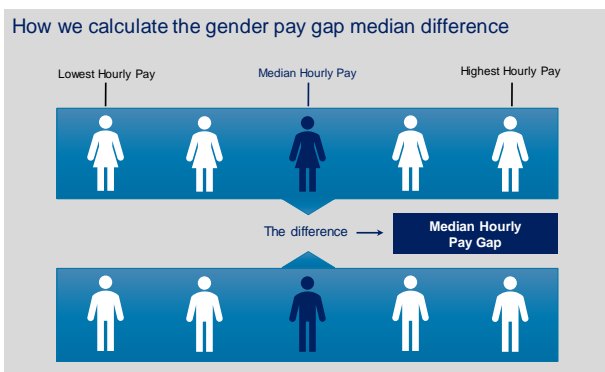 How we calculate the gender pay gap median difference
Lowest Hourly Pay
Median Hourly Pay
Highest Hourly Pay
The difference
Median Hourly
Pay Gap